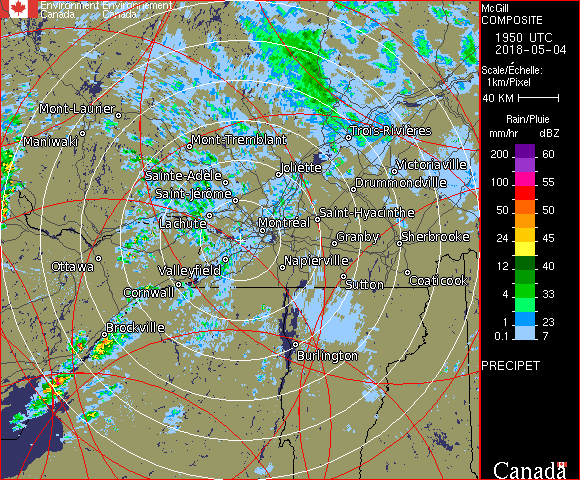 Environment Environnement
Canada Canada
McGill
COMPOSITE
1950 UTC
2018-05-04
Scale/Échelle:
1km/Pixel
40 KM
Rain/Pluie
mm/hr dBZ
200 60
100 55
50 50
24 45
12 40
4 33
2 28
1 23
0.1 7
PRECIPET
Canada
Mont-Laurier
Maniwaki
Mont-Tremblant
Trois-Rivières
Joliette
Victoriaville
Sainte-Adèle
Drummondville
Saint-Jérôme
Lachute
Montréal
Saint-Hyacinthe
Granby
Sherbrooke
Ottawa
Valleyfield
Napierville
Cornwall
Sutton
Coaticook
Brockville
Burlington